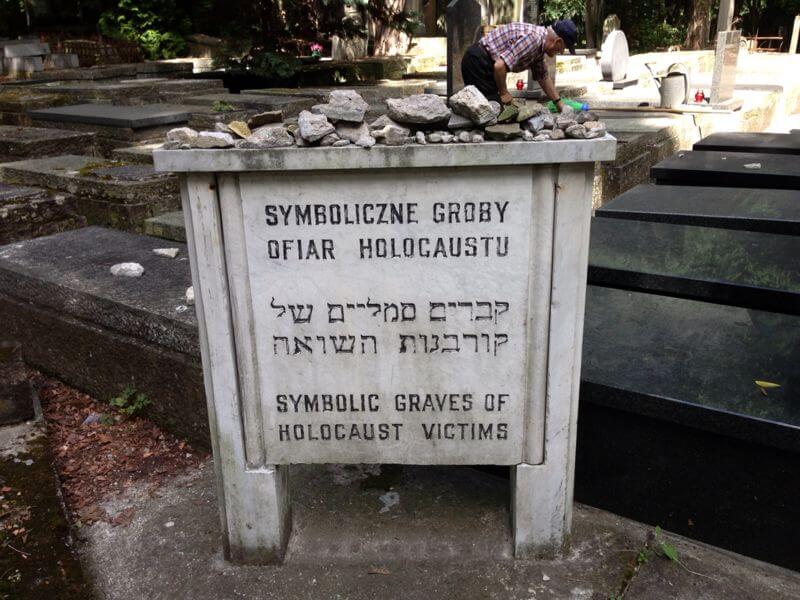 SYMBOLICZNE GROBY
OFIAR HOLOCAUSTU
קברים סמליים של
קורבנות השואה
SYMBOLIC GRAVES OF
HOLOCAUST VICTIMS